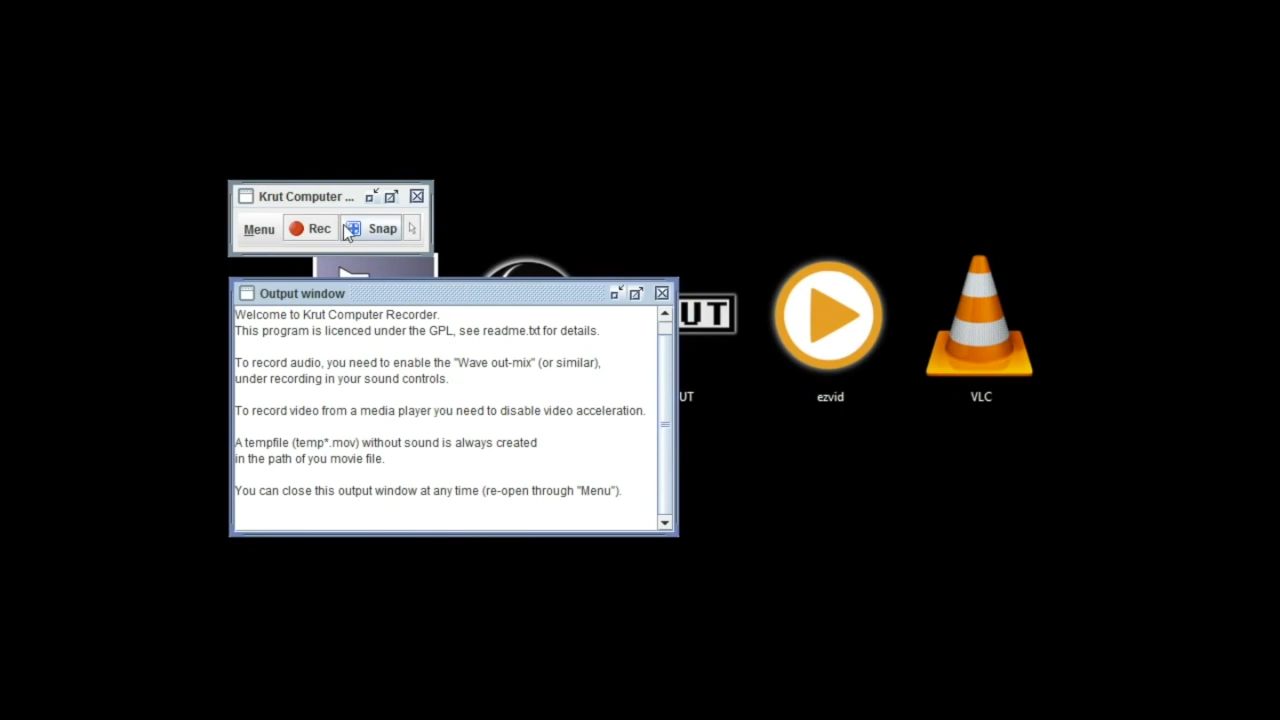 Krut Computer ...
Menu
Rec
Snap
Output window
Welcome to Krut Computer Recorder.
This program is licenced under the GPL, see readme.txt for details.
To record audio, you need to enable the "Wave out-mix" (or similar),
under recording in your sound controls.
To record video from a media player you need to disable video acceleration.
A tempfile (temp*.mov) without sound is always created
in the path of you movie file.
You can close this output window at any time (re-open through "Menu").
UT
UT
ezvid
VLC